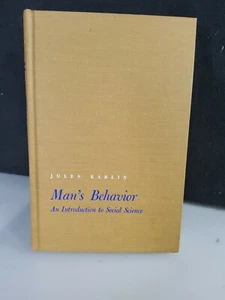 JULES KARLIN
Man's Behavior
An Introduction to Social Science